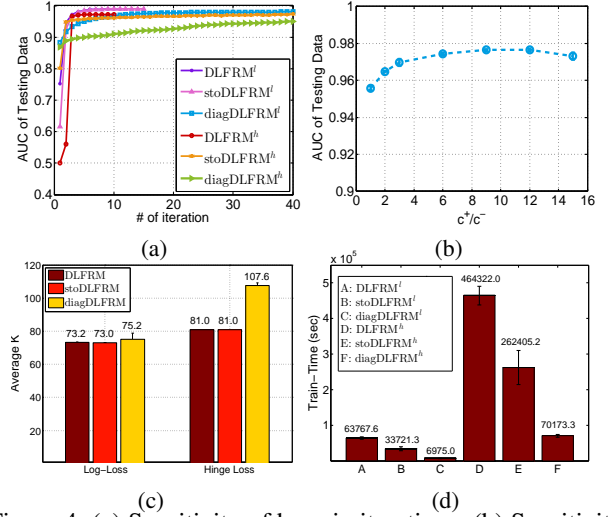 AUC of Testing Data
1
0.9
0.8
0.7
0.6
0.5
0.4
0 10 20 30 40
# of iteration
DLFRM^l
stoDLFRM^l
diagDLFRM^l
DLFRM^h
stoDLFRM^h
diagDLFRM^h
(a)
AUC of Testing Data
1
0.98
0.96
0.94
0.92
0.9
0 2 4 6 8 10 12 14 16
c+/c−
(b)
Average K
120
100
80
60
40
20
DLFRM
stoDLFRM
diagDLFRM
73.2 73.0 75.2 81.0 81.0 107.6
Log−Loss Hinge Loss
(c)
Train−Time (sec)
x 10^5
5
4
3
2
1
A: DLFRM^l
B: stoDLFRM^l
C: diagDLFRM^l
D: DLFRM^h
E: stoDLFRM^h
F: diagDLFRM^h
63767.6 33721.3 6975.0 464322.0 262405.2 70173.3
A B C D E F
(d)